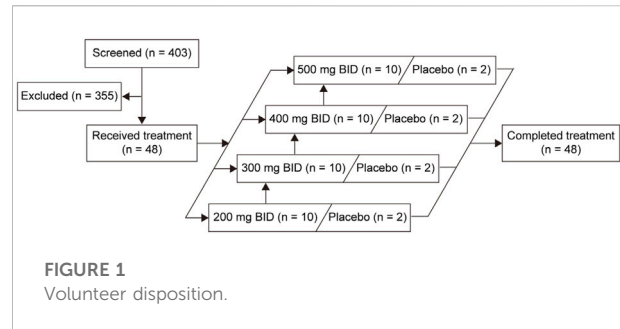 Screened (n = 403)
Excluded (n = 355)
Received treatment
(n = 48)
500 mg BID (n = 10) / Placebo (n = 2)
400 mg BID (n = 10) / Placebo (n = 2)
300 mg BID (n = 10) / Placebo (n = 2)
200 mg BID (n = 10) / Placebo (n = 2)
Completed treatment
(n = 48)
FIGURE 1
Volunteer disposition.